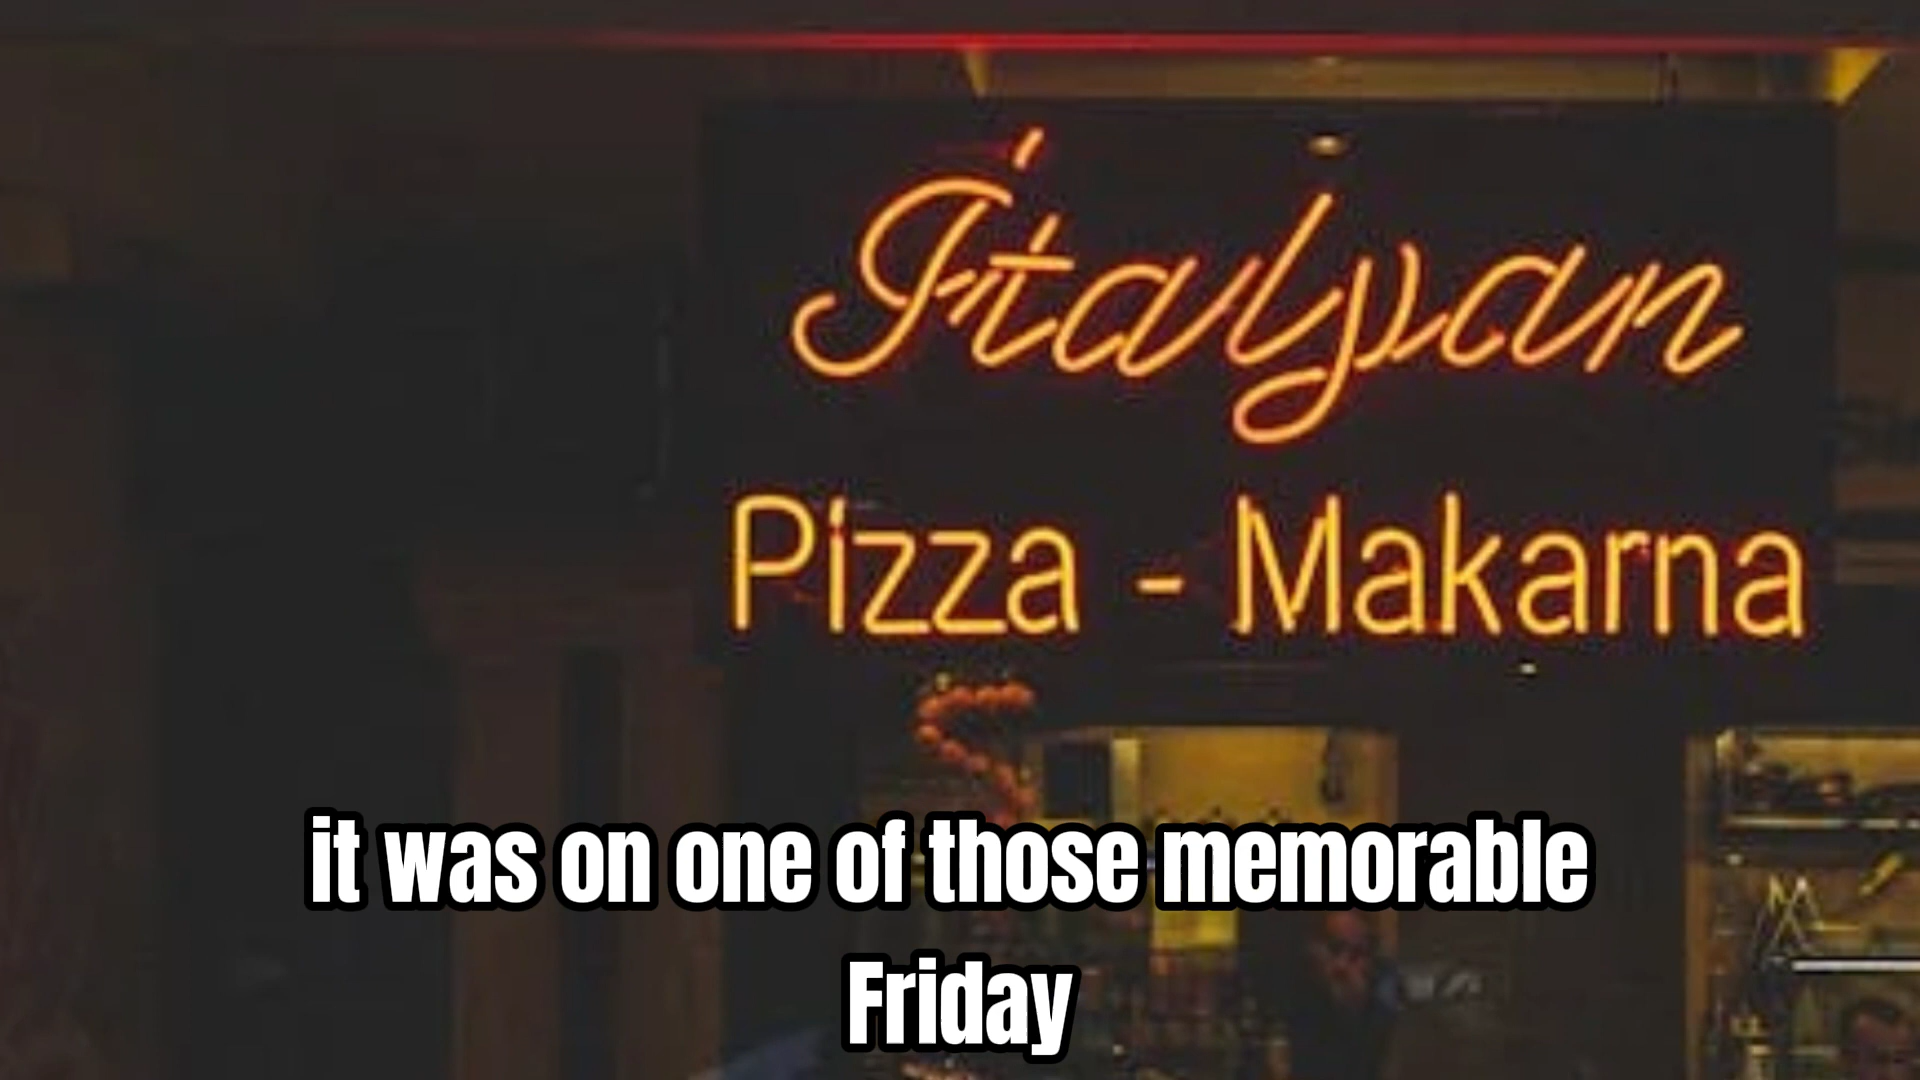 İtalyan
Pizza - Makarna
it was on one of those memorable
Friday